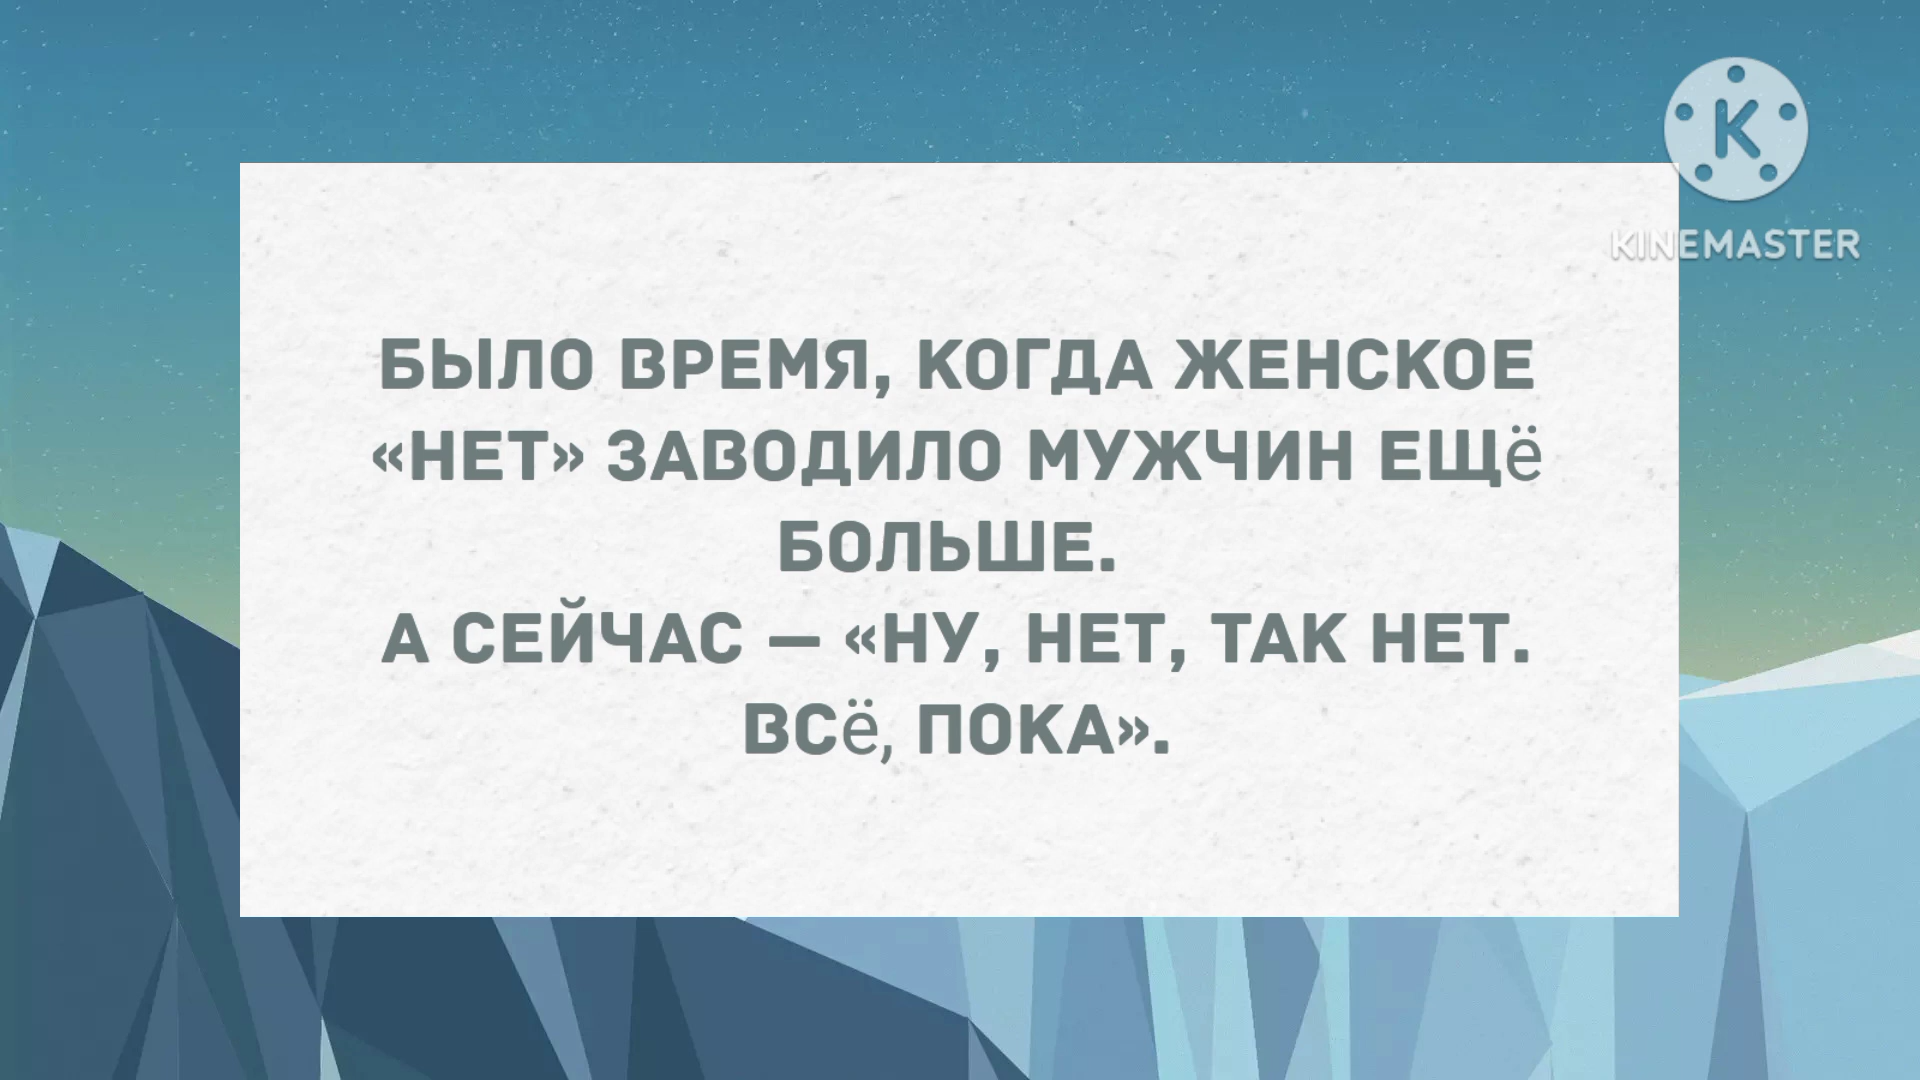 KINEMASTER
БЫЛО ВРЕМЯ, КОГДА ЖЕНСКОЕ
«НЕТ» ЗАВОДИЛО МУЖЧИН ЕЩё
БОЛЬШЕ.
А СЕЙЧАС — «НУ, НЕТ, ТАК НЕТ.
ВСё, ПОКА».